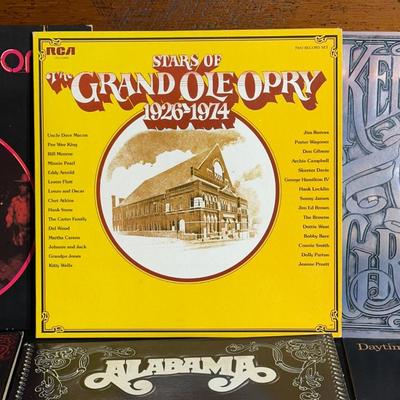 RCA
TWO RECORD SET
STARS OF
THE
GRAND OLE OPRY
1926-1974
Uncle Dave Macon
Pee Wee King
Bill Monroe
Minnie Pearl
Eddy Arnold
Lester Flatt
Lonzo and Oscar
Chet Atkins
Hank Snow
The Carter Family
Del Wood
Martha Carson
Johnnie and Jack
Grandpa Jones
Kitty Wells
Jim Reeves
Porter Wagoner
Don Gibson
Archie Campbell
Skeeter Davis
George Hamilton IV
Hank Locklin
Sonny James
Jim Ed Brown
The Browns
Dottie West
Bobby Bare
Connie Smith
Dolly Parton
Jeanne Pruett
ALABAMA
Daytim